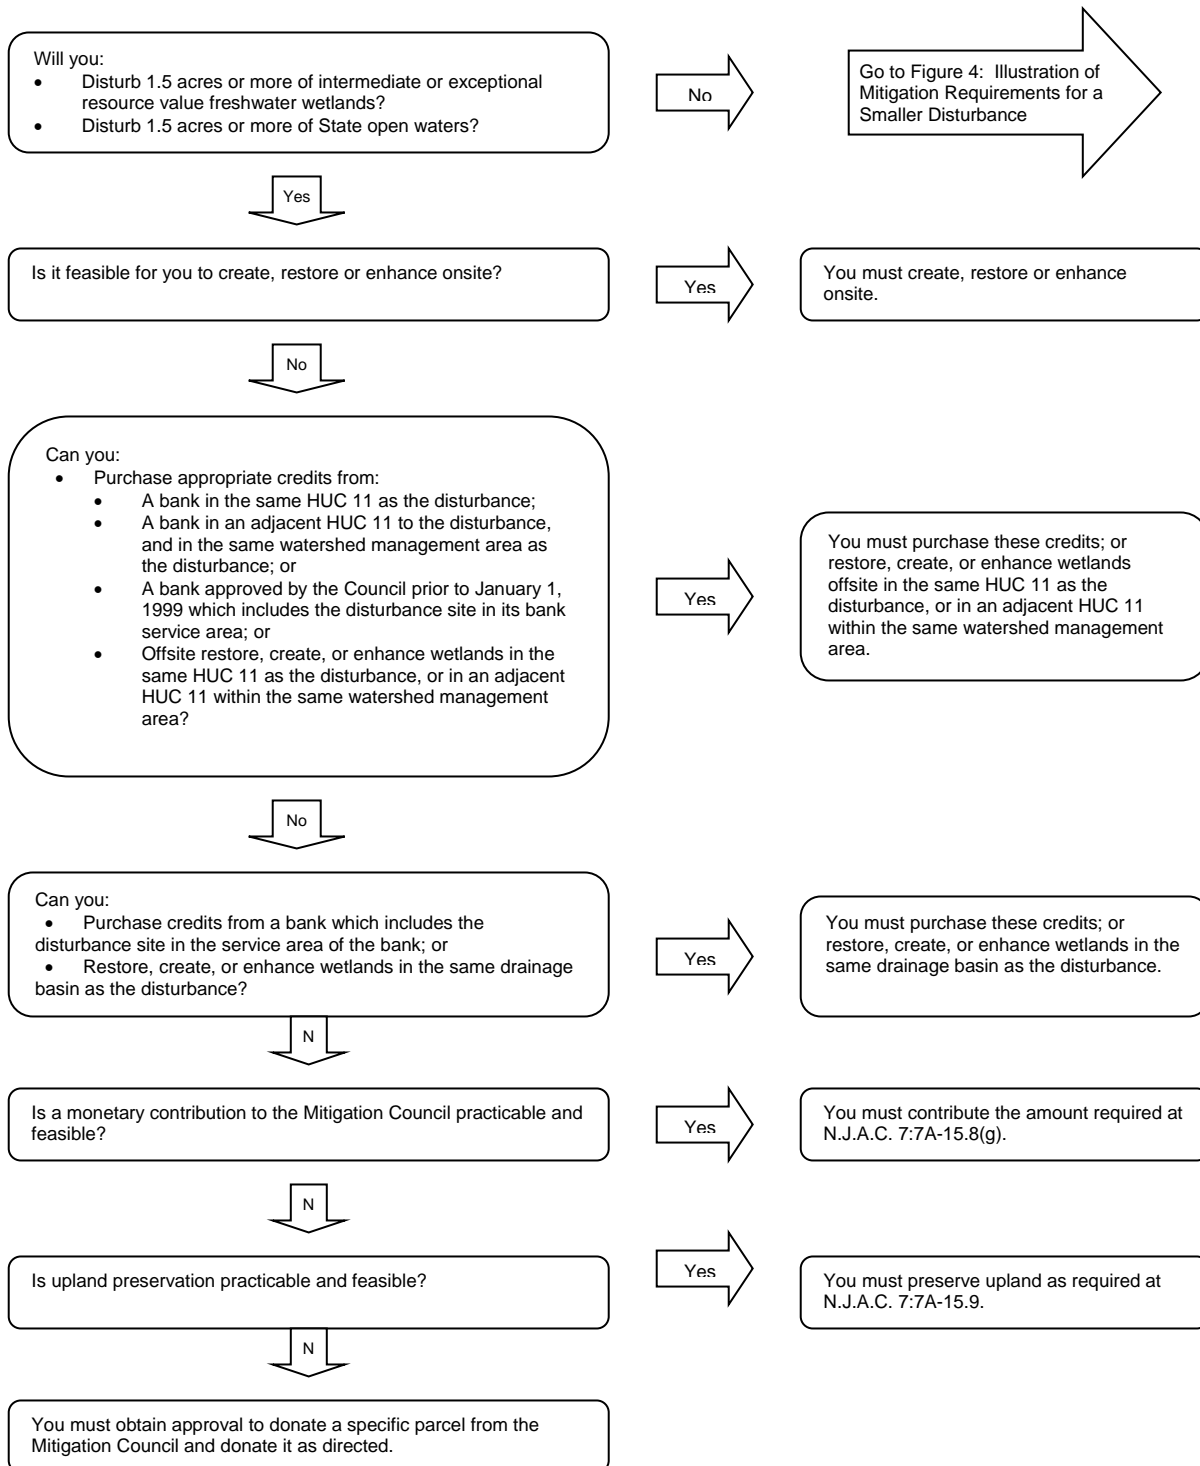 Will you:
• Disturb 1.5 acres or more of intermediate or exceptional
resource value freshwater wetlands?
• Disturb 1.5 acres or more of State open waters?
No
Go to Figure 4: Illustration of
Mitigation Requirements for a
Smaller Disturbance
Yes
Is it feasible for you to create, restore or enhance onsite?
Yes
You must create, restore or enhance
onsite.
No
Can you:
• Purchase appropriate credits from:
• A bank in the same HUC 11 as the disturbance;
• A bank in an adjacent HUC 11 to the disturbance,
and in the same watershed management area as
the disturbance; or
• A bank approved by the Council prior to January 1,
1999 which includes the disturbance site in its bank
service area; or
• Offsite restore, create, or enhance wetlands in the
same HUC 11 as the disturbance, or in an adjacent
HUC 11 within the same watershed management
area?
Yes
You must purchase these credits; or
restore, create, or enhance wetlands
offsite in the same HUC 11 as the
disturbance, or in an adjacent HUC 11
within the same watershed management
area.
No
Can you:
• Purchase credits from a bank which includes the
disturbance site in the service area of the bank; or
• Restore, create, or enhance wetlands in the same drainage
basin as the disturbance?
Yes
You must purchase these credits; or
restore, create, or enhance wetlands in the
same drainage basin as the disturbance.
N
Is a monetary contribution to the Mitigation Council practicable and
feasible?
Yes
You must contribute the amount required at
N.J.A.C. 7:7A-15.8(g).
N
Is upland preservation practicable and feasible?
Yes
You must preserve upland as required at
N.J.A.C. 7:7A-15.9.
N
You must obtain approval to donate a specific parcel from the
Mitigation Council and donate it as directed.